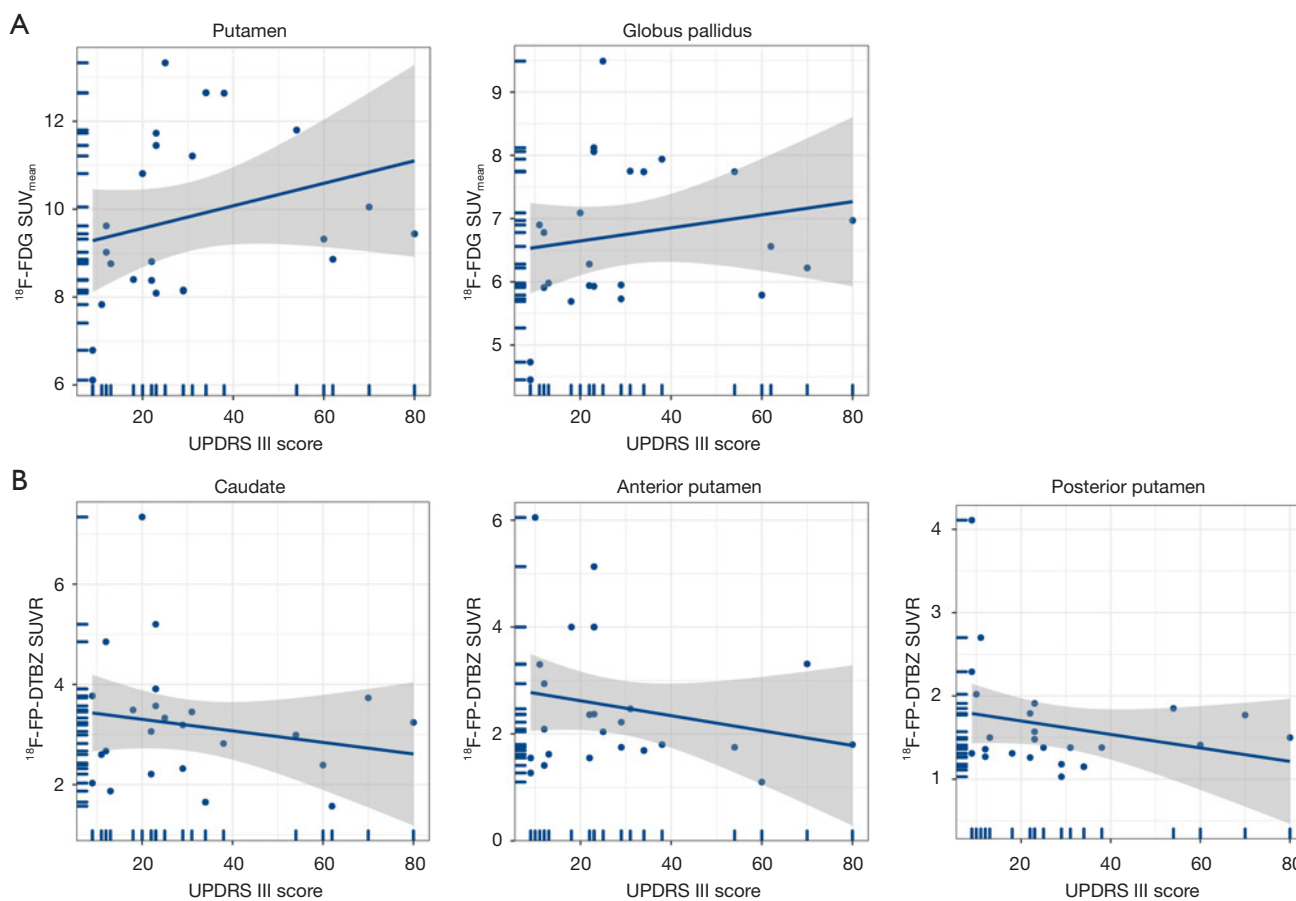 A
Putamen
Globus pallidus
¹⁸F-FDG SUVmean
12
10
8
6
20
40
60
80
UPDRS III score
¹⁸F-FDG SUVmean
9
8
7
6
5
20
40
60
80
UPDRS III score
B
Caudate
Anterior putamen
Posterior putamen
¹⁸F-FP-DTBZ SUVR
6
4
2
20
40
60
80
UPDRS III score
¹⁸F-FP-DTBZ SUVR
6
4
2
0
20
40
60
80
UPDRS III score
¹⁸F-FP-DTBZ SUVR
4
3
2
1
20
40
60
80
UPDRS III score